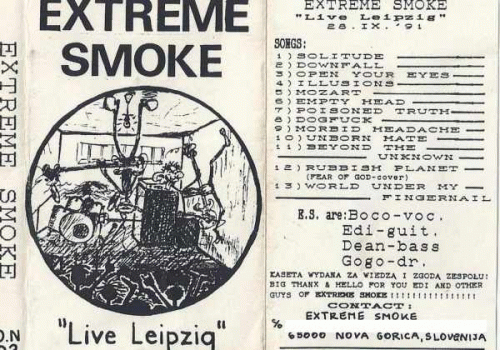 EXTREME SMOKE
EXTREME
SMOKE
"Live Leipzig"
EXTREME SMOKE
"Live Leipzig"
28.IX.'91
SONGS:
1)SOLITUDE
2)DOWNFALL
3)OPEN YOUR EYES
4)ILLUSIONS
5)MOZART
6)EMPTY HEAD
7)POISONED TRUTH
8)DOGFUCK
9)MORBID HEADACHE
10)UNBORN HATE
11)BEYOND THE
UNKNOWN
12)RUBBISH PLANET
(FEAR OF GOD-cover)
13)WORLD UNDER MY
FINGERNAIL
E.S. are:Boco-voc.
Edi-guit.
Dean-bass
Gogo-dr.
KASETA WYDANA ZA WIEDZĄ I ZGODĄ ZESPOŁU:
BIG THANX & HELLO FOR YOU EDI AND OTHER
GUYS OF EXTREME SMOKE!!!!!!!!!!!!!!
CONTACT:
EXTREME SMOKE
%
65000 NOVA GORICA,SLOVENIJA